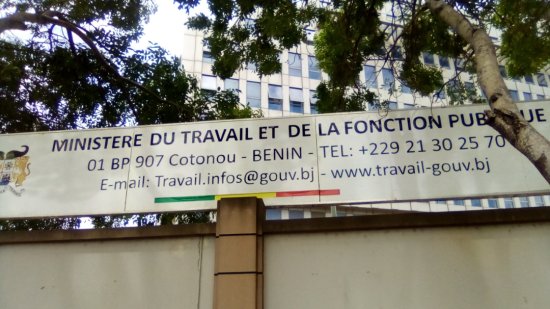 MINISTERE DU TRAVAIL ET DE LA FONCTION PUBLIQUE
01 BP 907 Cotonou - BENIN - TEL: +229 21 30 25 70
E-mail: Travail.infos@gouv.bj - www.travail-gouv.bj